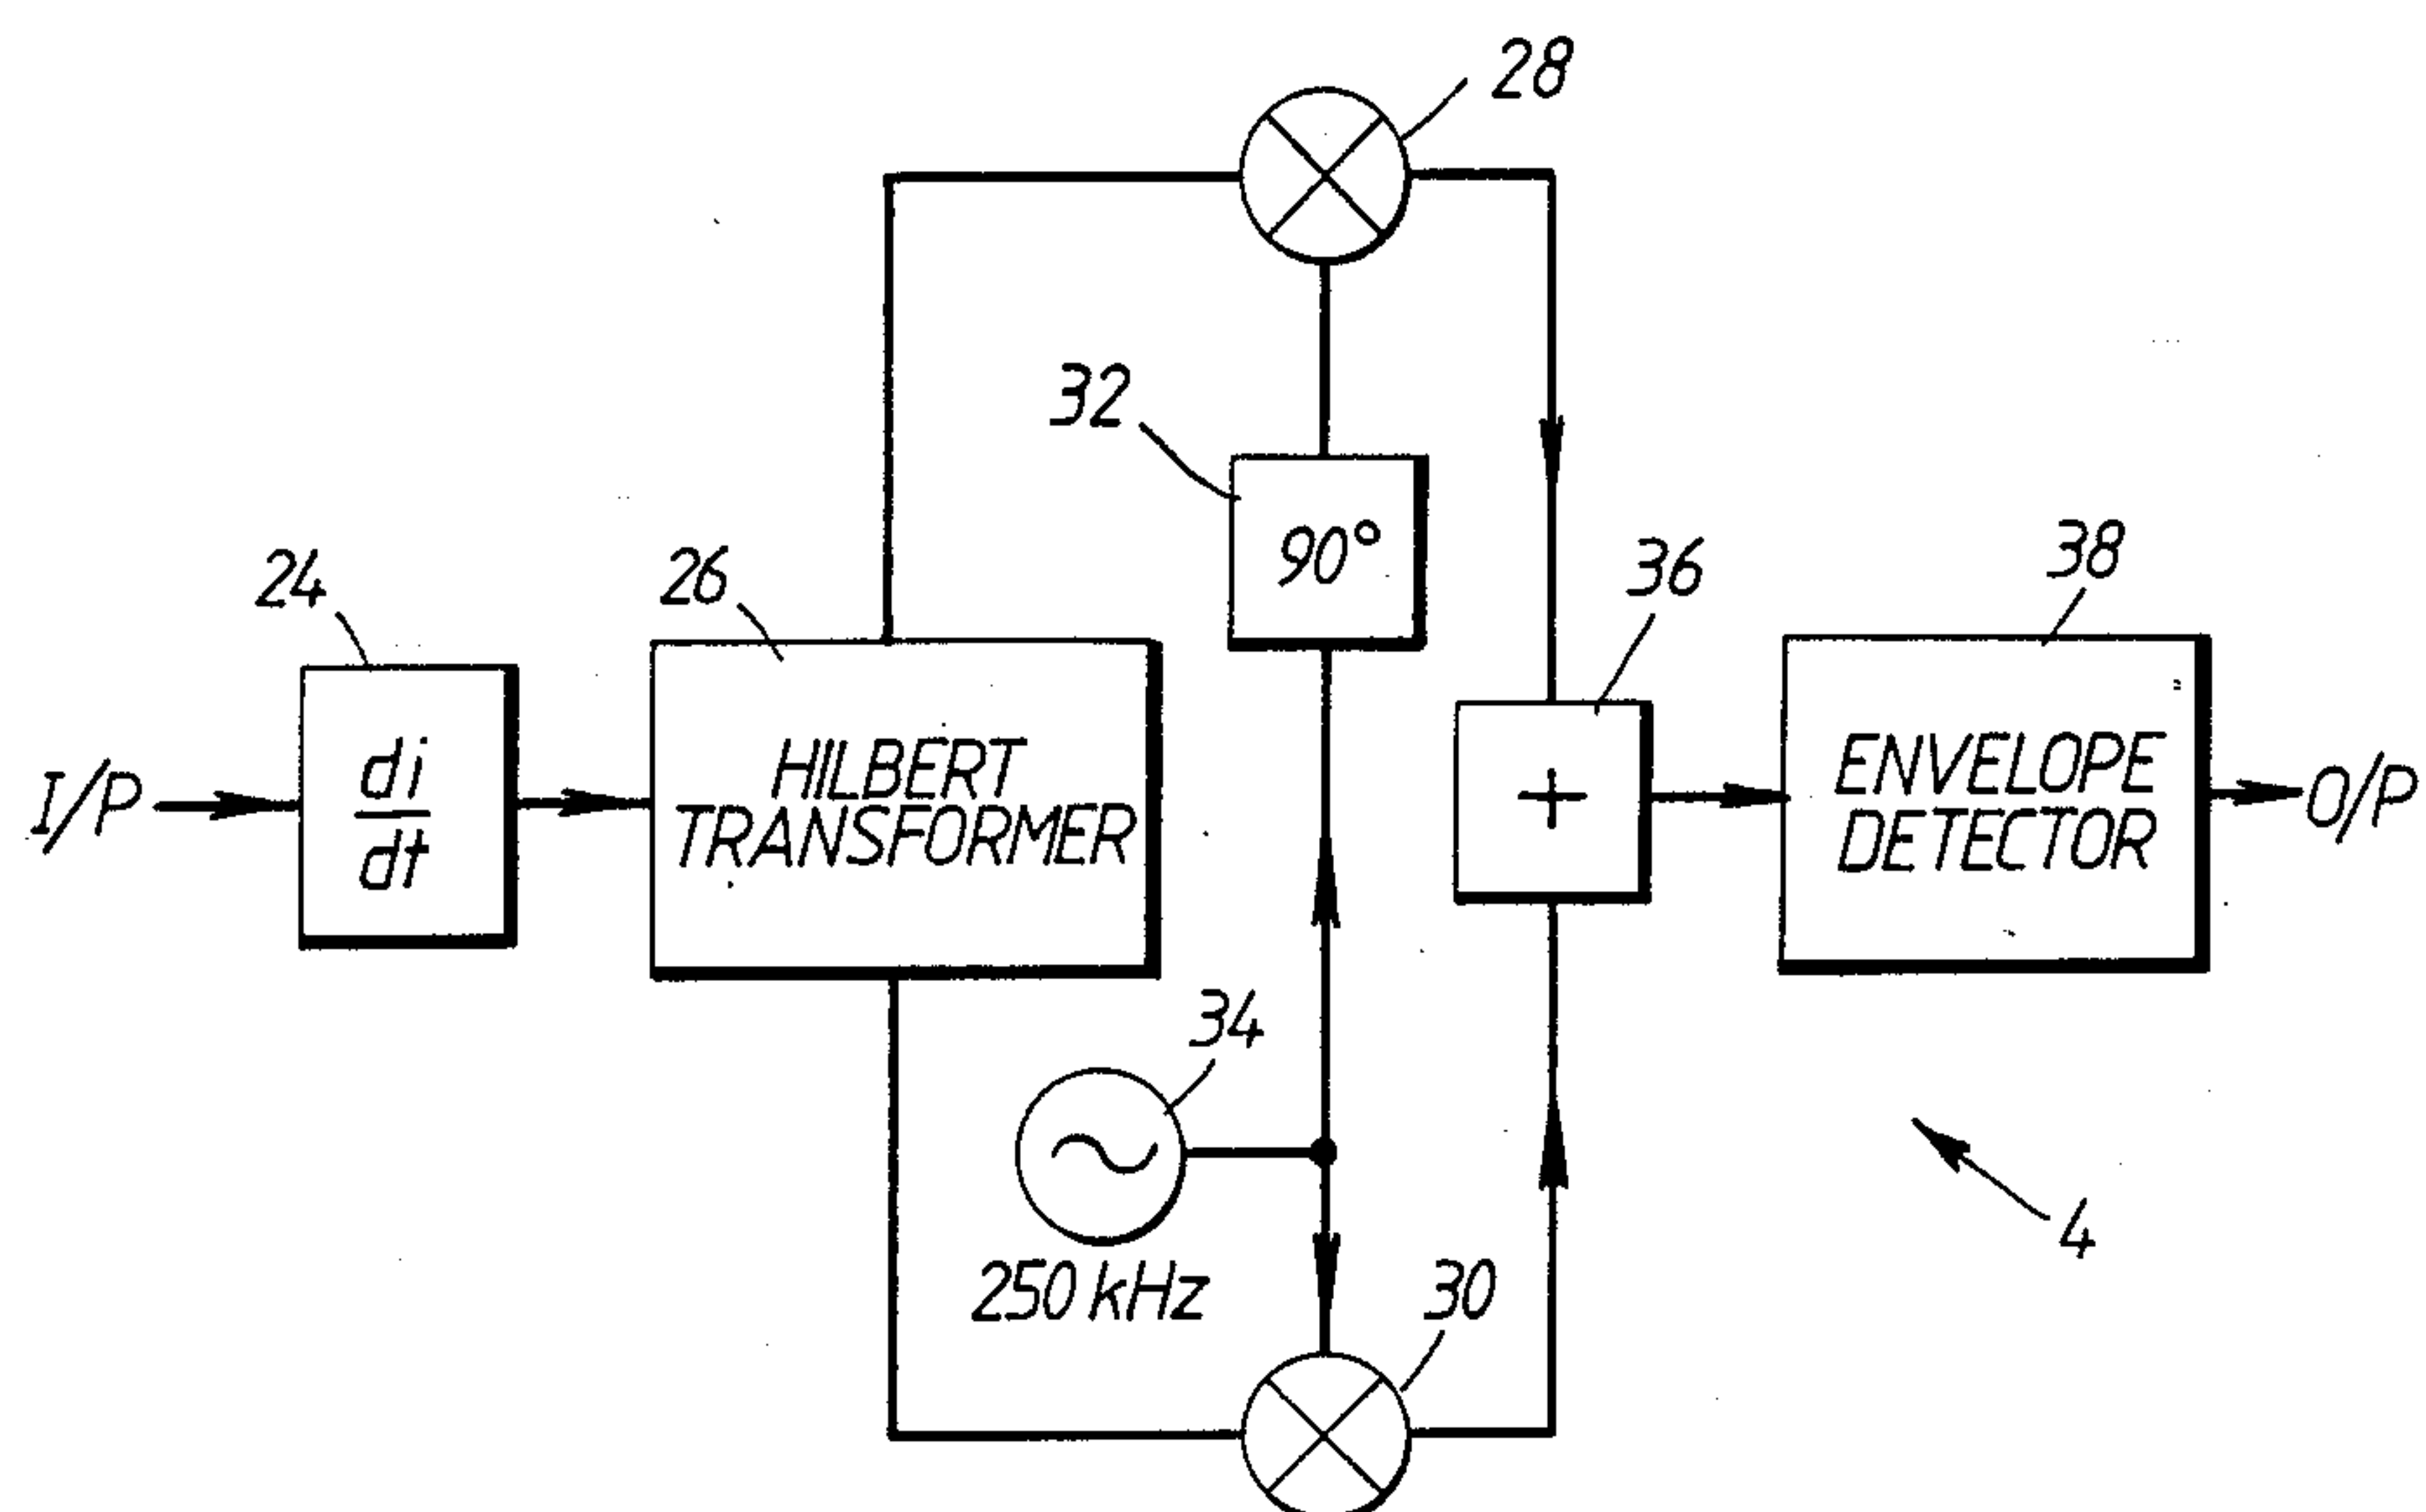 28
32
90°
24
26
36
38
I/P
di
dt
HILBERT
TRANSFORMER
+
ENVELOPE
DETECTOR
O/P
34
250 kHz
30
4